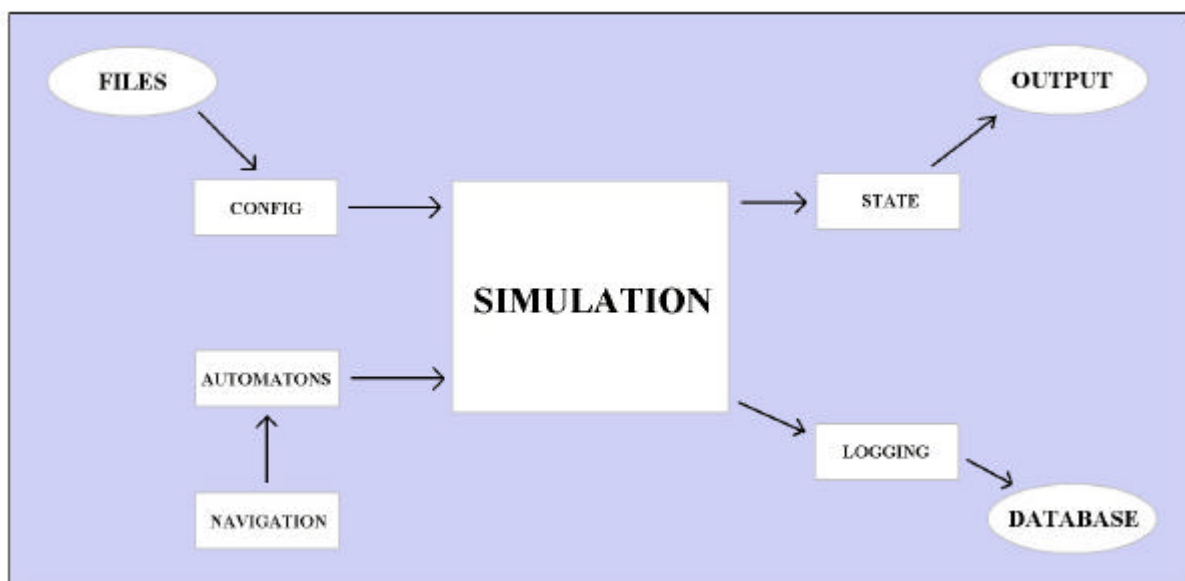 FILES
OUTPUT
CONFIG
STATE
SIMULATION
AUTOMATONS
LOGGING
NAVIGATION
DATABASE